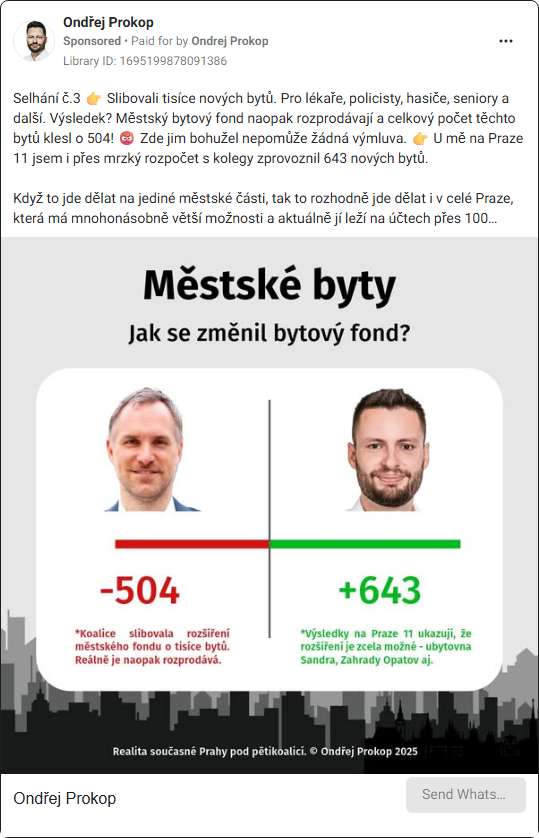 Ondřej Prokop
Sponsored • Paid for by Ondrej Prokop
Library ID: 1695199878091386
Selhání č.3 👉 Slibovali tisíce nových bytů. Pro lékaře, policisty, hasiče, seniory a
další. Výsledek? Městský bytový fond naopak rozprodávají a celkový počet těchto
bytů klesl o 504! 😡 Zde jim bohužel nepomůže žádná výmluva. 👉 U mě na Praze
11 jsem i přes mrzký rozpočet s kolegy zprovoznil 643 nových bytů.
Když to jde dělat na jediné městské části, tak to rozhodně jde dělat i v celé Praze,
která má mnohonásobně větší možnosti a aktuálně jí leží na účtech přes 100...
Městské byty
Jak se změnil bytový fond?
-504
*Koalice slibovala rozšíření
městského fondu o tisíce bytů.
Reálně je naopak rozprodává.
+643
*Výsledky na Praze 11 ukazují, že
rozšíření je zcela možné - ubytovna
Sandra, Zahrady Opatov aj.
Realita současné Prahy pod pětikoalicí. © Ondřej Prokop 2025
Ondřej Prokop
Send Whats...